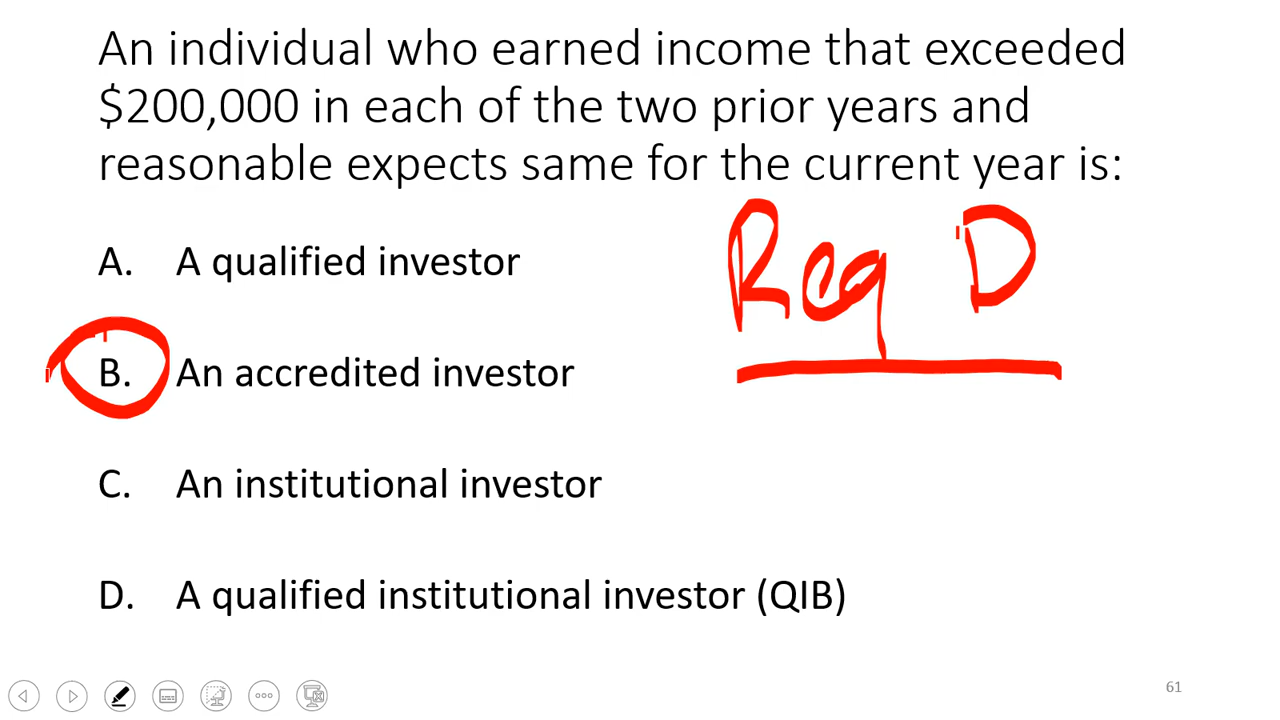 An individual who earned income that exceeded
$200,000 in each of the two prior years and
reasonable expects same for the current year is:
Reg D
A. A qualified investor
B. An accredited investor
C. An institutional investor
D. A qualified institutional investor (QIB)
61